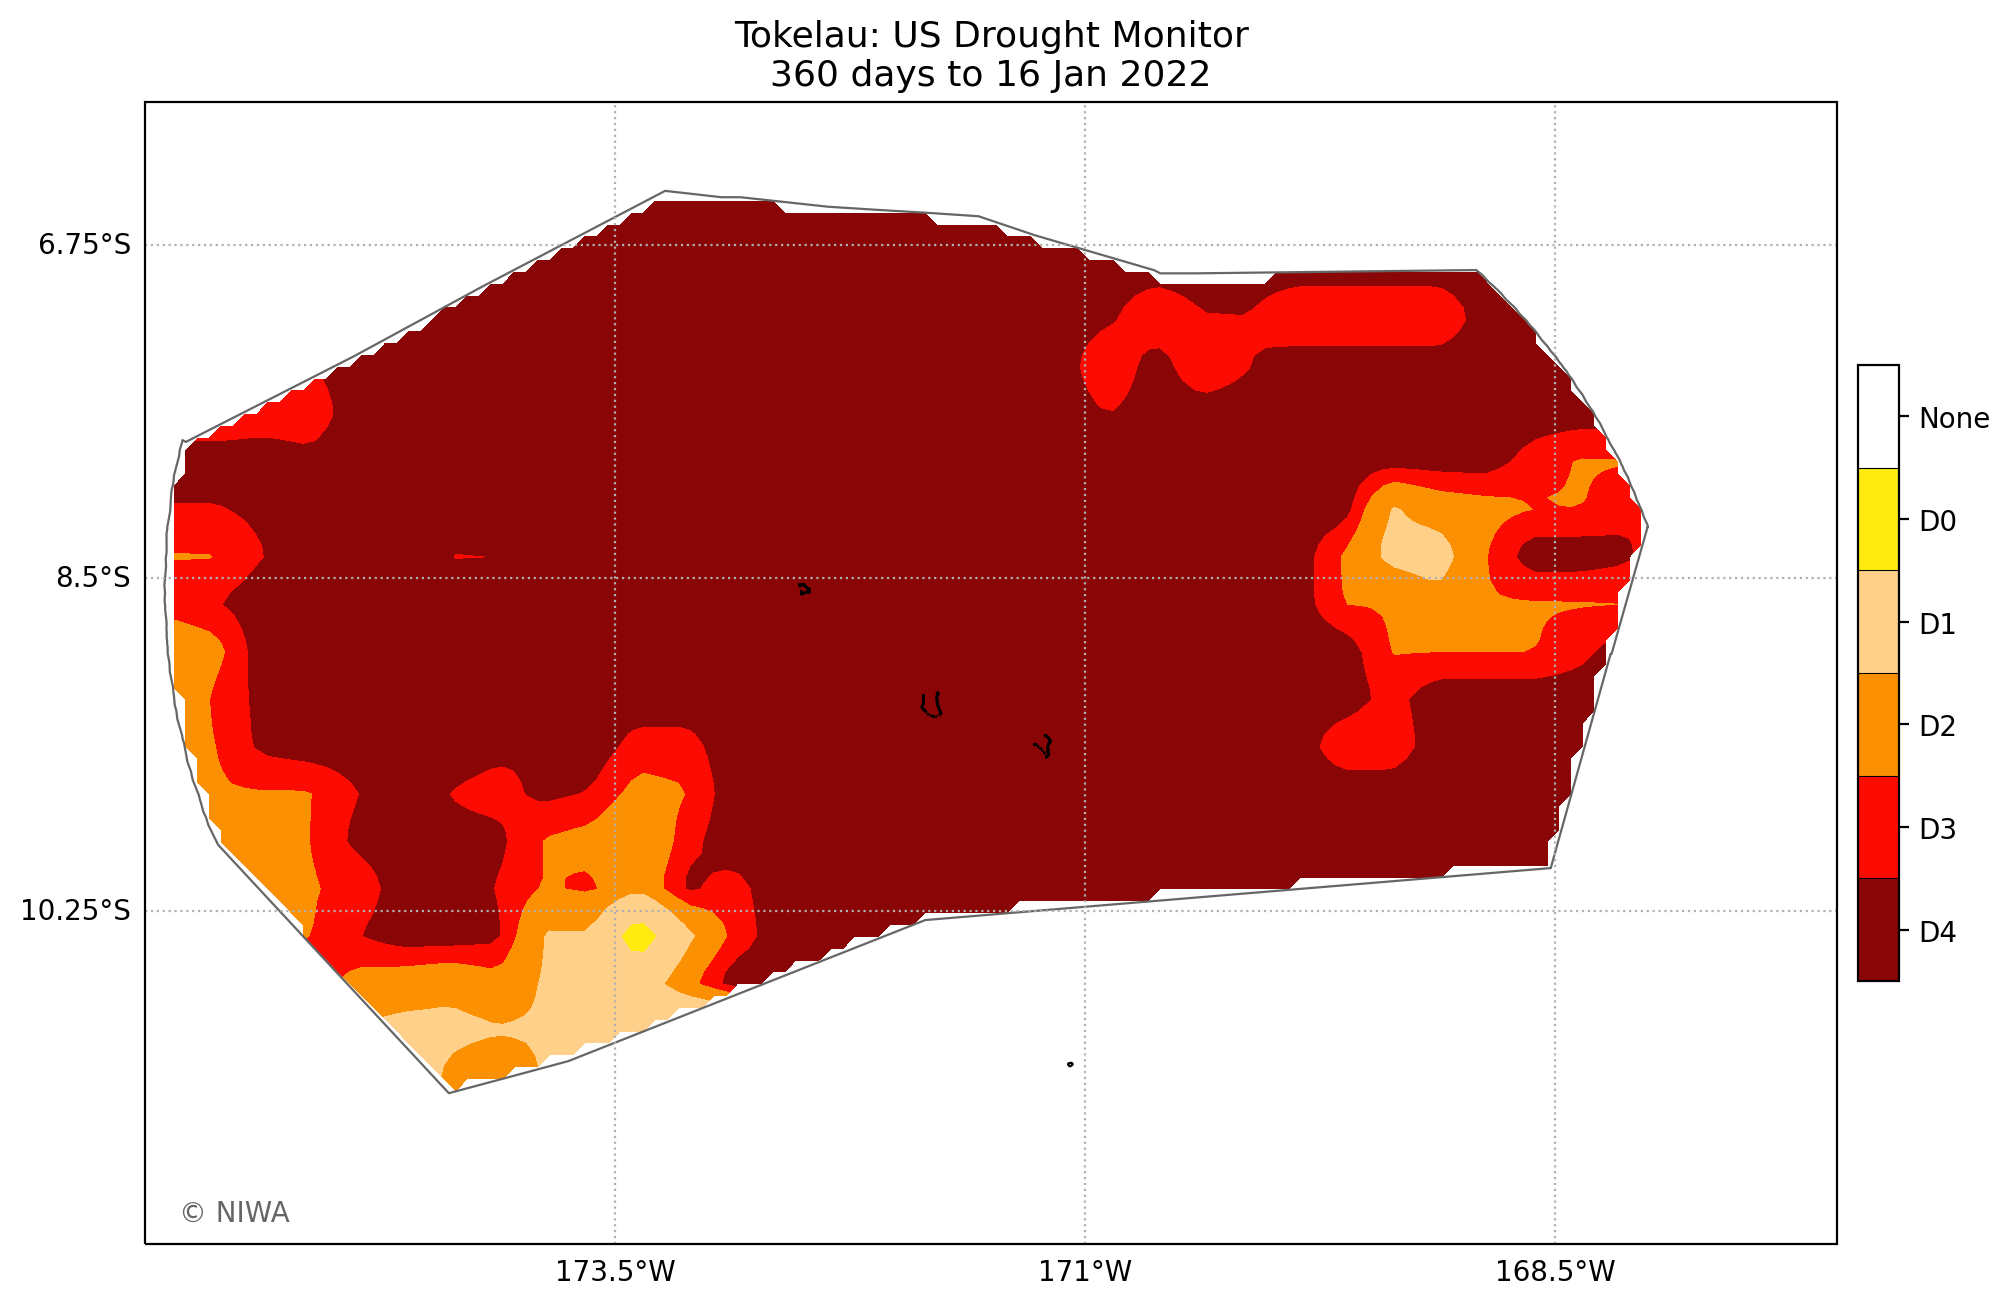 Tokelau: US Drought Monitor
360 days to 16 Jan 2022
6.75°S
8.5°S
10.25°S
173.5°W
171°W
168.5°W
None
D0
D1
D2
D3
D4
© NIWA